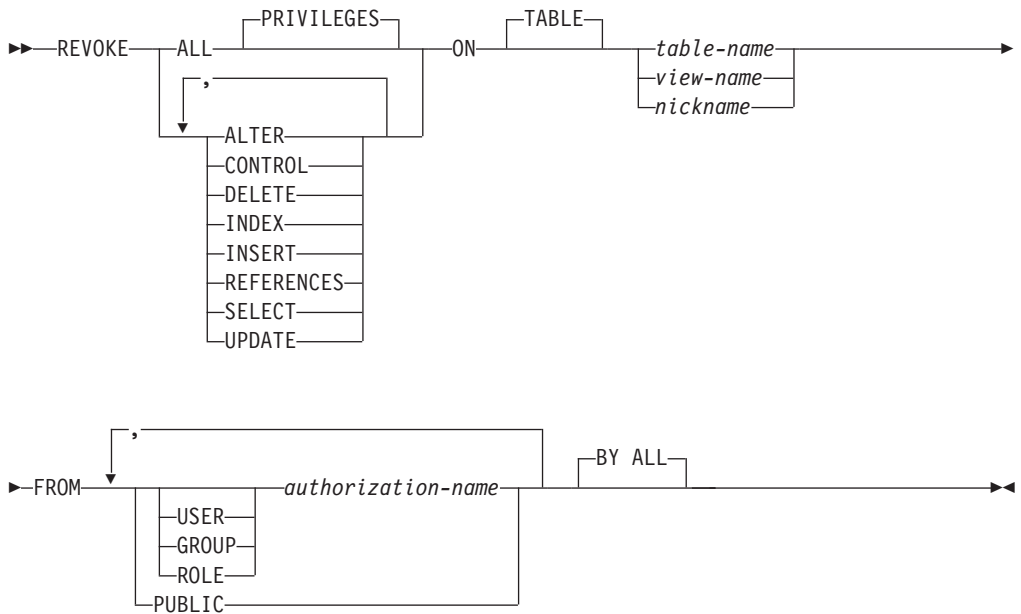 PRIVILEGES TABLE
REVOKE ALL ON table-name
, view-name
nickname
ALTER
CONTROL
DELETE
INDEX
INSERT
REFERENCES
SELECT
UPDATE
,
BY ALL
FROM authorization-name
USER
GROUP
ROLE
PUBLIC